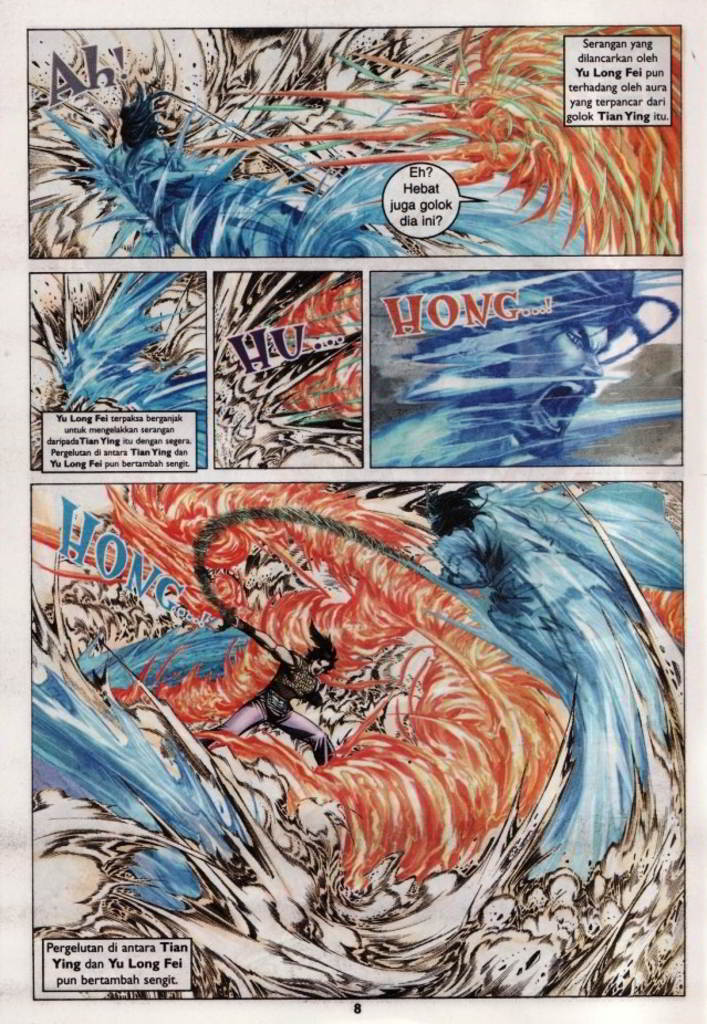 Ah!
Serangan yang
dilancarkan oleh
Yu Long Fei pun
terhadang oleh aura
yang terpancar dari
golok Tian Ying itu.
Eh?
Hebat
juga golok
dia ini?
Yu Long Fei terpaksa berganjak
untuk mengelakkan serangan
daripadaTian Ying itu dengan segera.
Pergelutan di antara Tian Ying dan
Yu Long Fei pun bertambah sengit.
HU....
HONG...!
HONG...
Pergelutan di antara Tian
Ying dan Yu Long Fei
pun bertambah sengit.
8